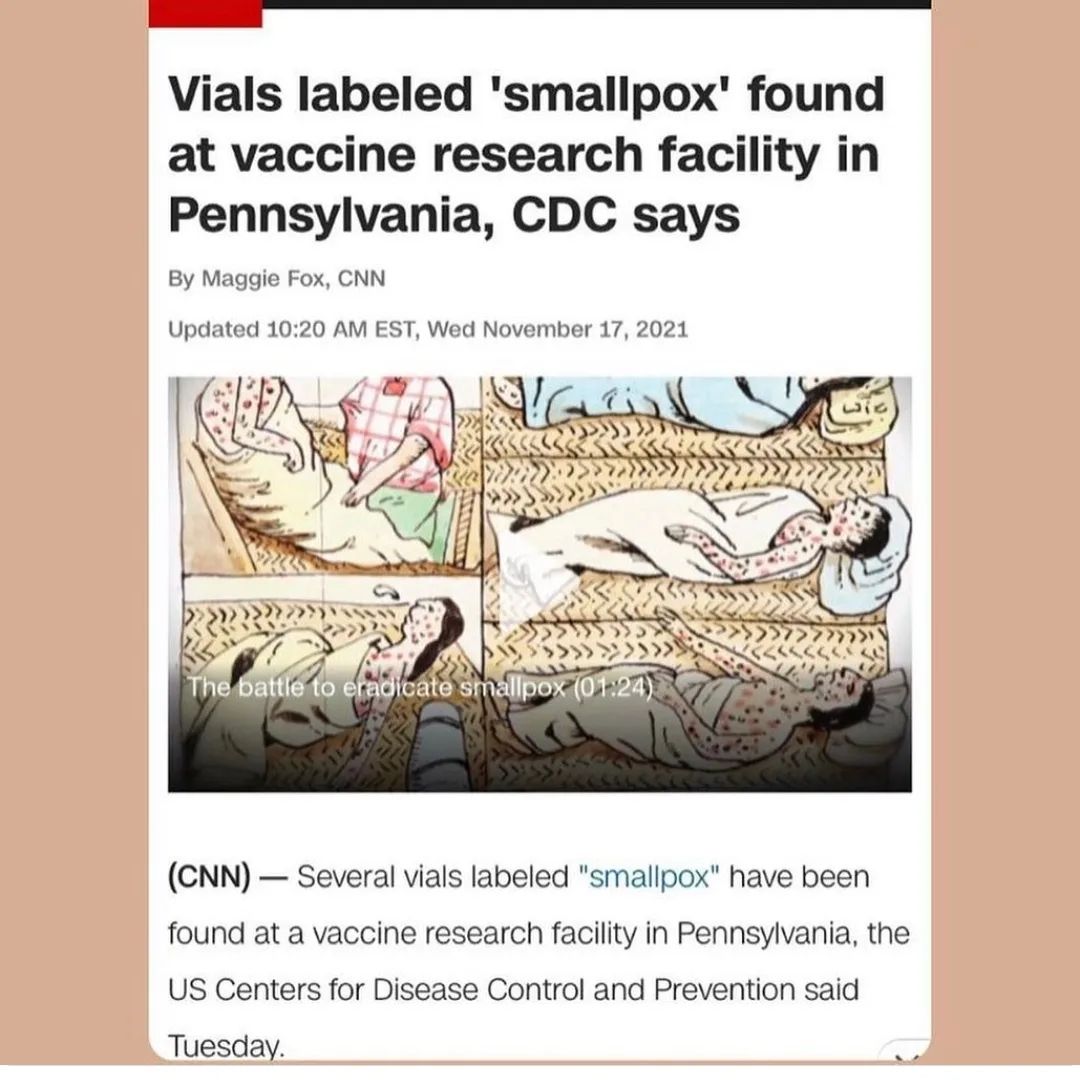 Vials labeled 'smallpox' found
at vaccine research facility in
Pennsylvania, CDC says
By Maggie Fox, CNN
Updated 10:20 AM EST, Wed November 17, 2021
The battle to eradicate smallpox (01:24)
(CNN) — Several vials labeled "smallpox" have been
found at a vaccine research facility in Pennsylvania, the
US Centers for Disease Control and Prevention said
Tuesday.